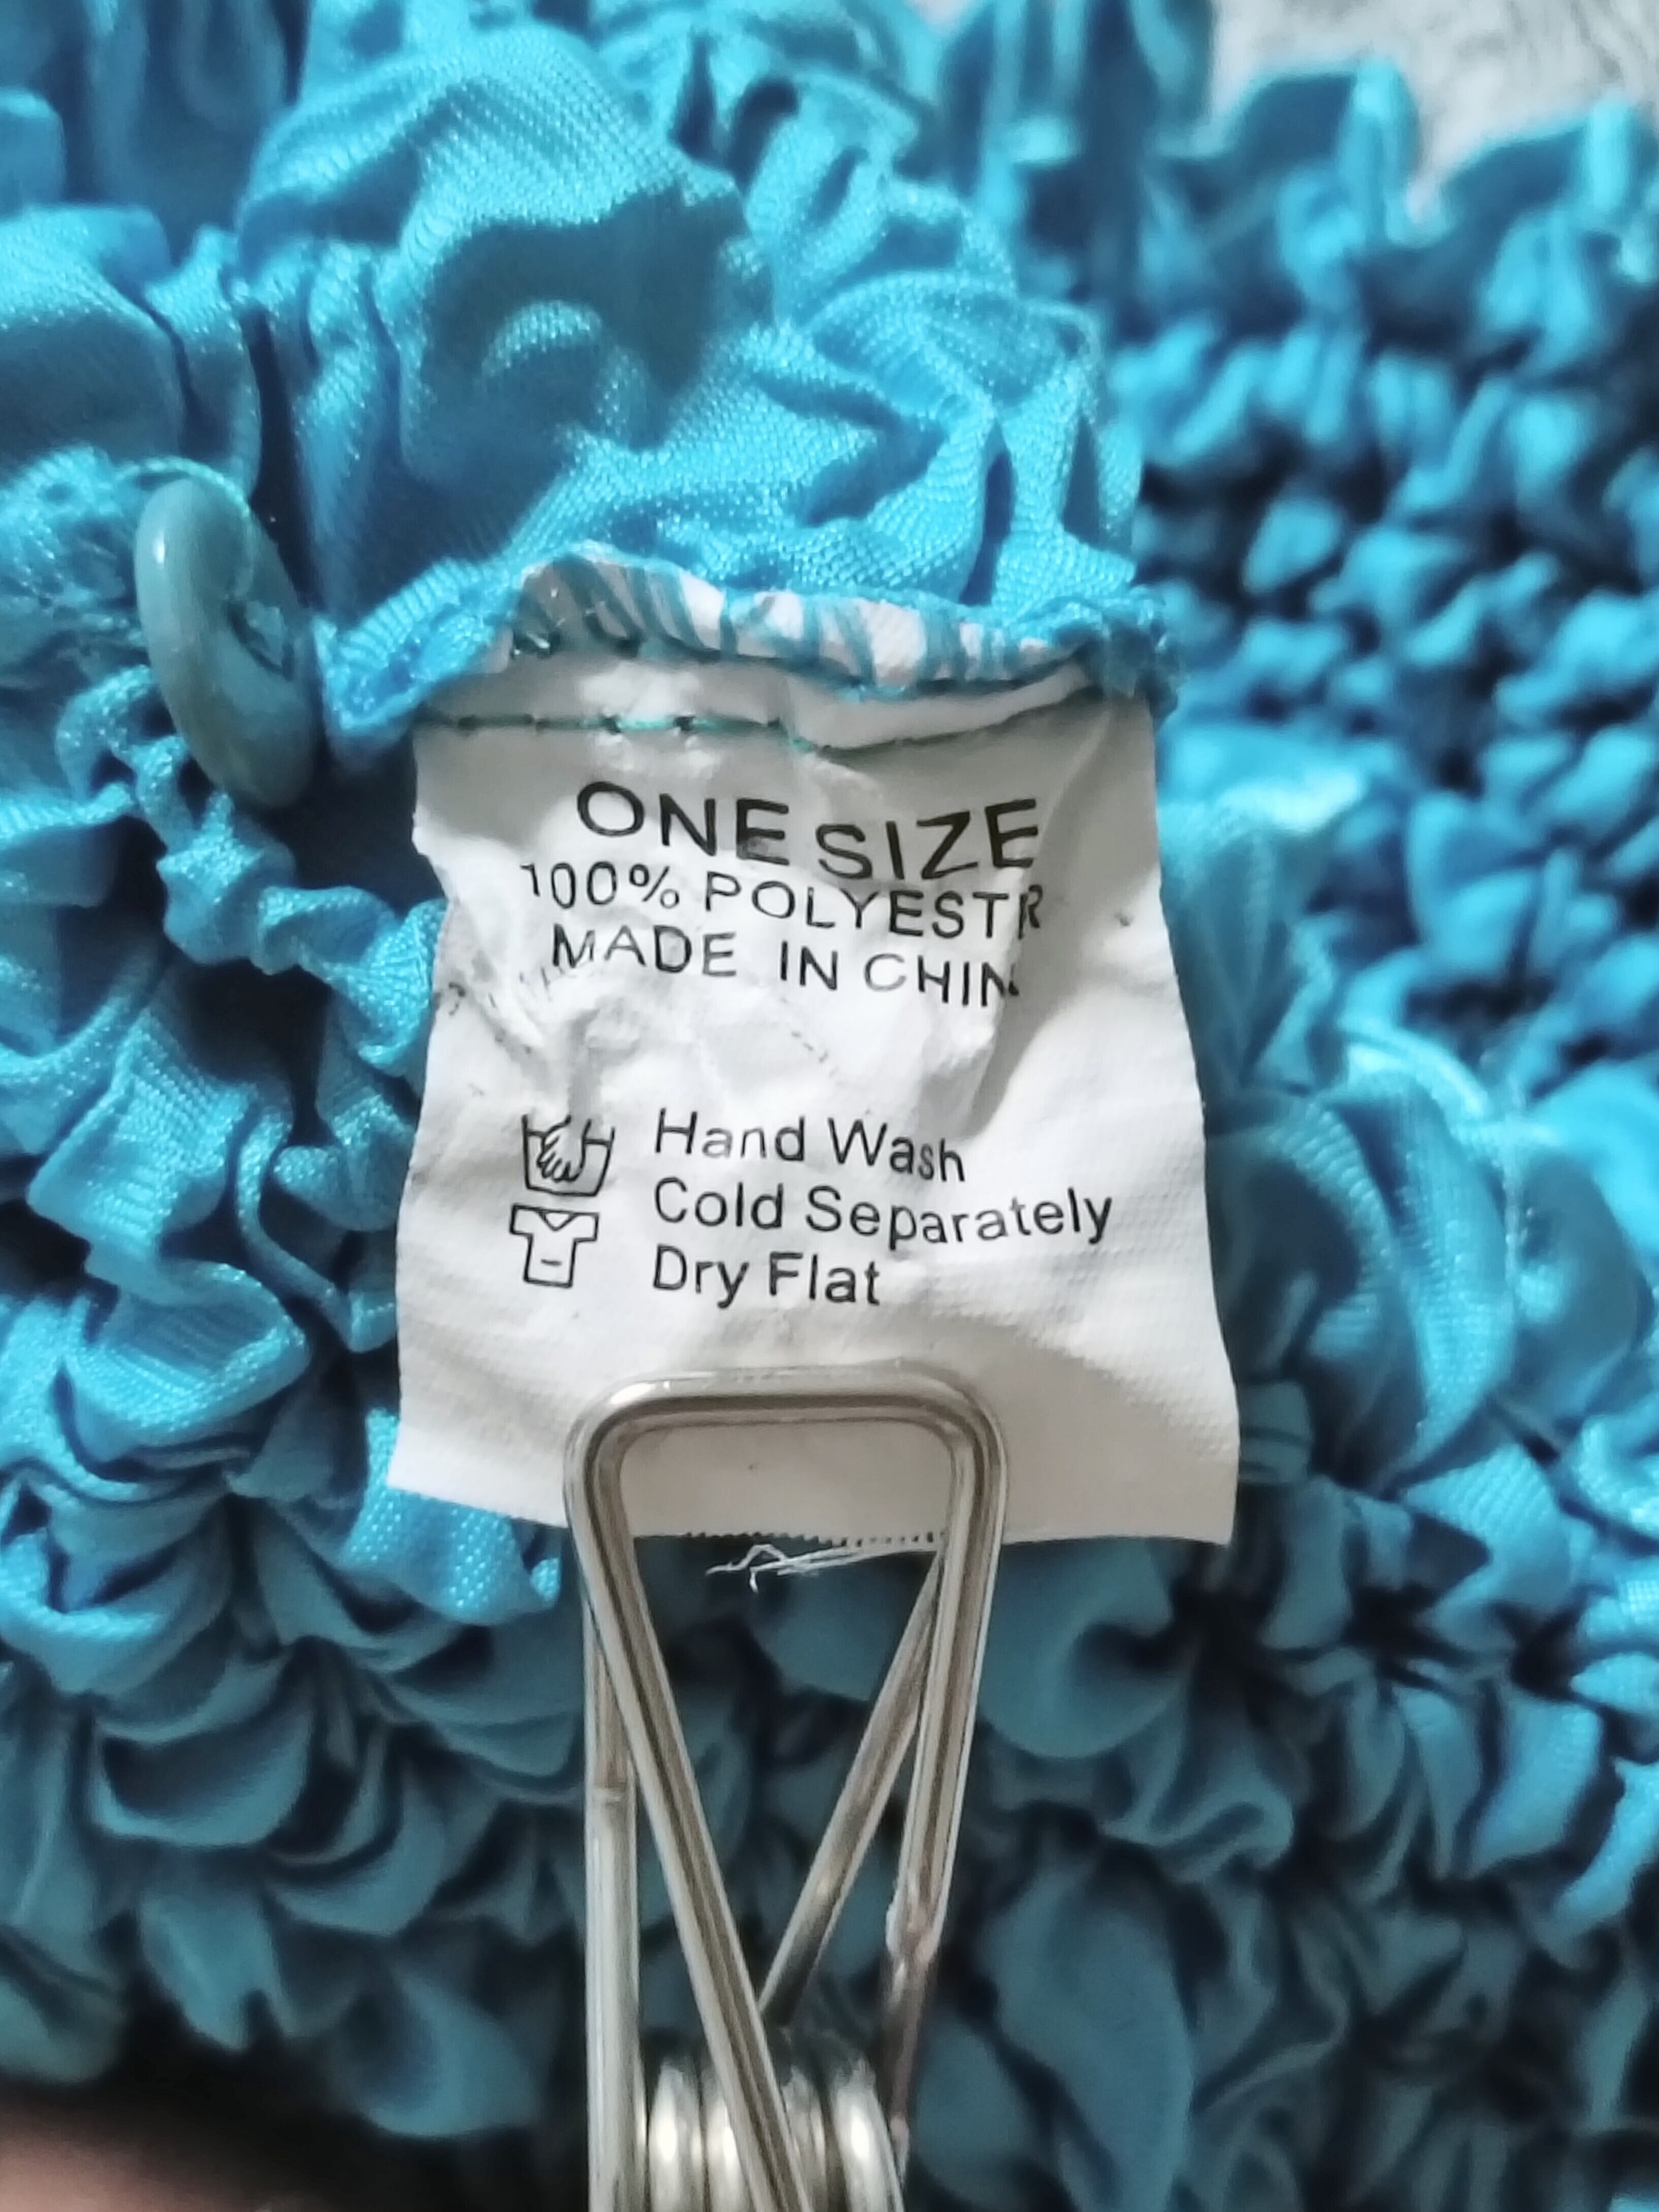 ONE SIZE
100% POLYESTR
MADE IN CHIN
Hand Wash
Cold Separately
Dry Flat